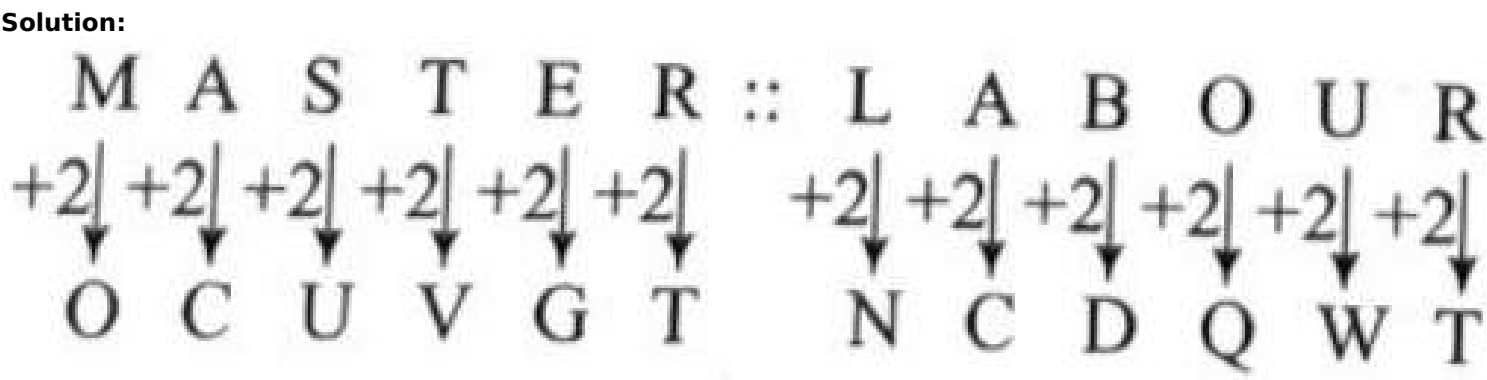 Solution:
M A S T E R :: L A B O U R
+2 +2 +2 +2 +2 +2 +2 +2 +2 +2 +2 +2
O C U V G T N C D Q W T